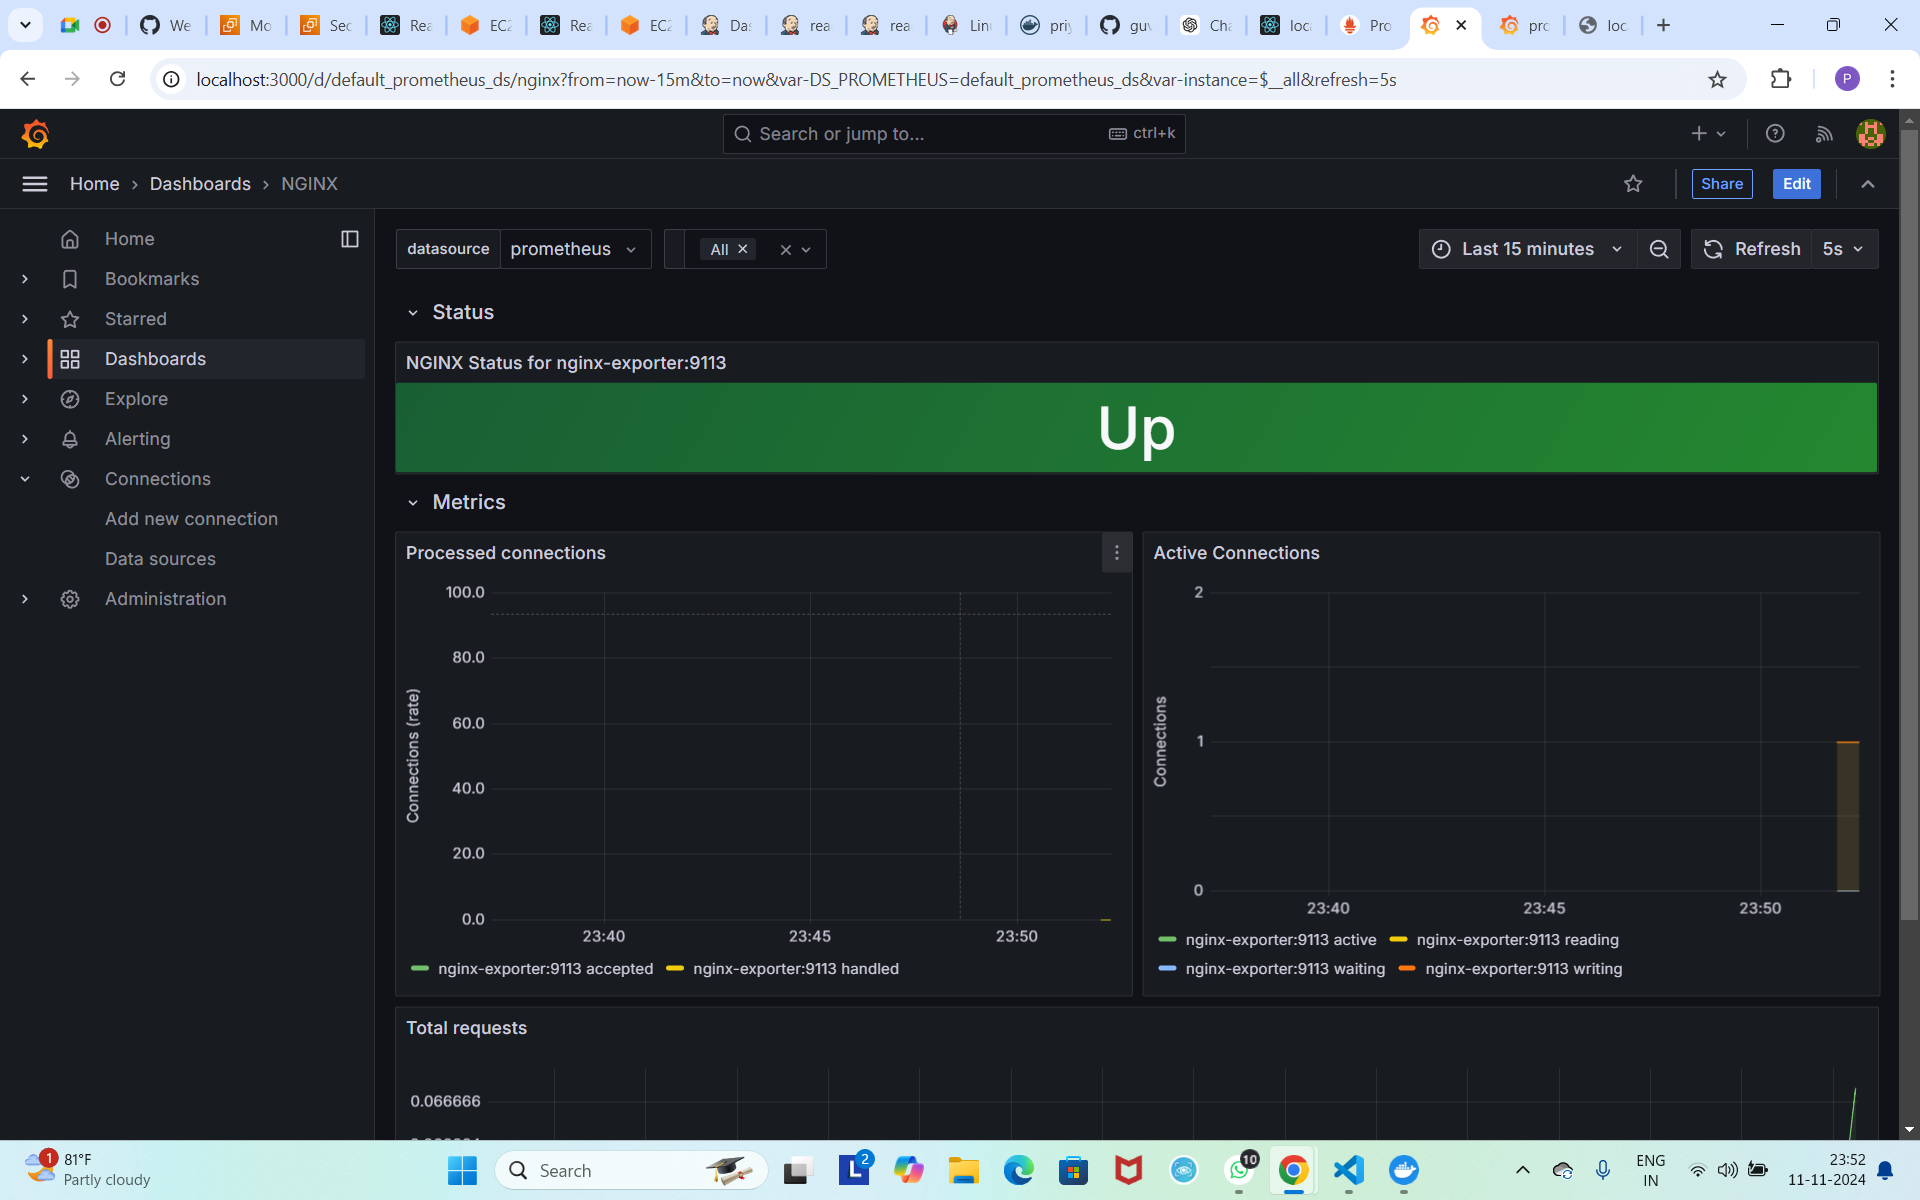 We
Mo
Sec
Rea
EC2
Rea
EC2
Das
rea
rea
Lin
priy
guv
Cha
loca
Pro
pro
loc
localhost:3000/d/default_prometheus_ds/nginx?from=now-15m&to=now&var-DS_PROMETHEUS=default_prometheus_ds&var-instance=$__all&refresh=5s
P
Search or jump to...
ctrl+k
Home
Dashboards
NGINX
Share
Edit
Home
Bookmarks
Starred
Dashboards
Explore
Alerting
Connections
Add new connection
Data sources
Administration
datasource
prometheus
All
Last 15 minutes
Refresh
5s
Status
NGINX Status for nginx-exporter:9113
Up
Metrics
Processed connections
Connections (rate)
100.0
80.0
60.0
40.0
20.0
0.0
23:40
23:45
23:50
nginx-exporter:9113 accepted
nginx-exporter:9113 handled
Active Connections
Connections
2
1
0
23:40
23:45
23:50
nginx-exporter:9113 active
nginx-exporter:9113 reading
nginx-exporter:9113 waiting
nginx-exporter:9113 writing
Total requests
0.066666
1
81°F
Partly cloudy
Search
L
2
10
ENG
IN
23:52
11-11-2024